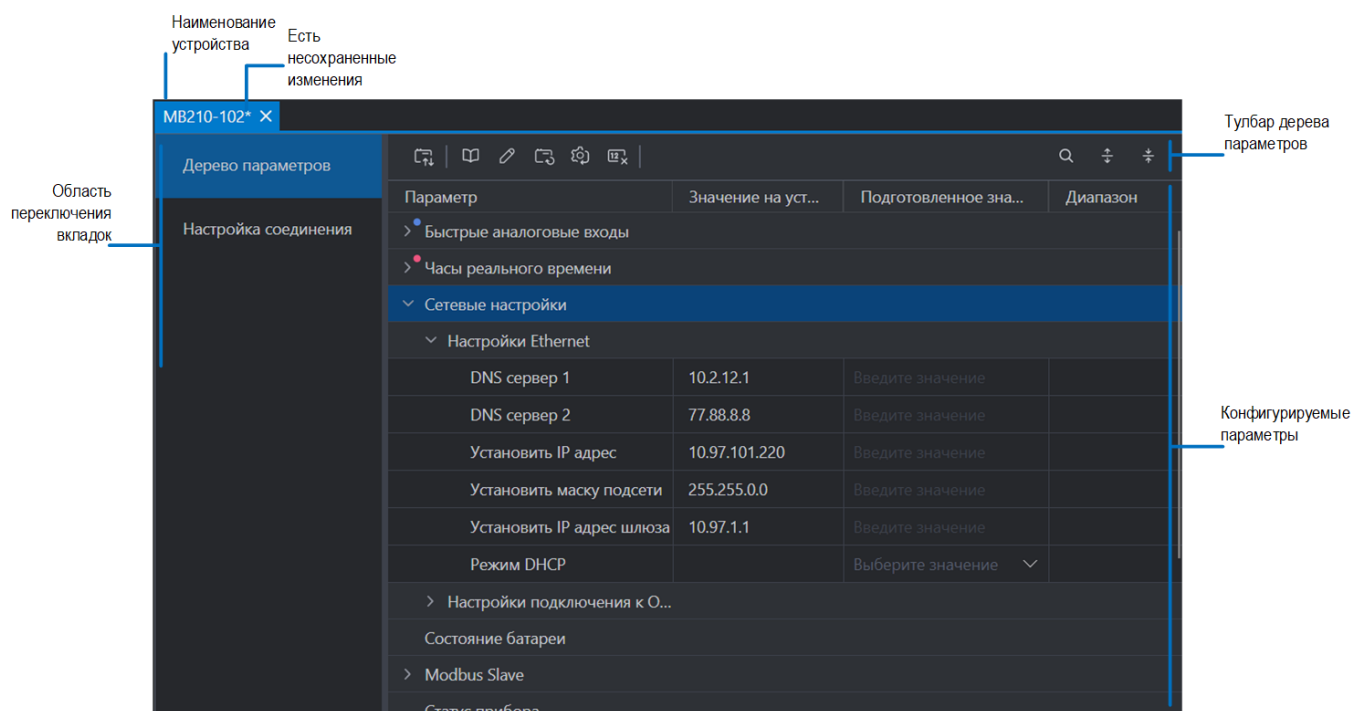 Наименование
устройства
Есть
несохраненные
изменения
МВ210-102*
Тулбар дерева
параметров
Дерево параметров
Область
переключения
вкладок
Настройка соединения
Параметр
Значение на уст...
Подготовленное зна...
Диапазон
Быстрые аналоговые входы
Часы реального времени
Сетевые настройки
Настройки Ethernet
DNS сервер 1
10.2.12.1
Введите значение
DNS сервер 2
77.88.8.8
Введите значение
Конфигурируемые
параметры
Установить IP адрес
10.97.101.220
Введите значение
Установить маску подсети
255.255.0.0
Введите значение
Установить IP адрес шлюза
10.97.1.1
Введите значение
Режим DHCP
Выберите значение
Настройки подключения к O...
Состояние батареи
Modbus Slave
Статус прибора